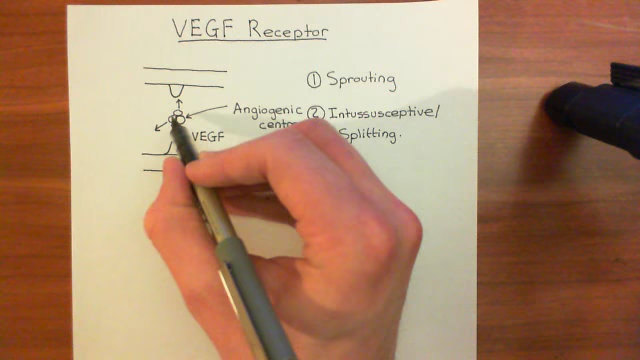 VEGF Receptor
① Sprouting
Angiogenic
② Intussusceptive/
VEGF
Splitting.